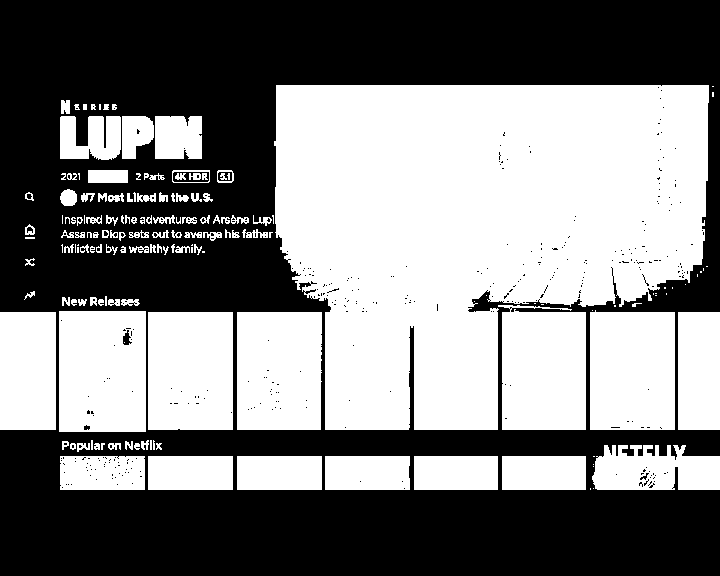 N SERIES
LUPIN
2021 2 Parts 4K HDR 5.1
#7 Most Liked in the U.S.
Inspired by the adventures of Arsène Lupi
Assane Diop sets out to avenge his father
inflicted by a wealthy family.
New Releases
Popular on Netflix
NETFLIX